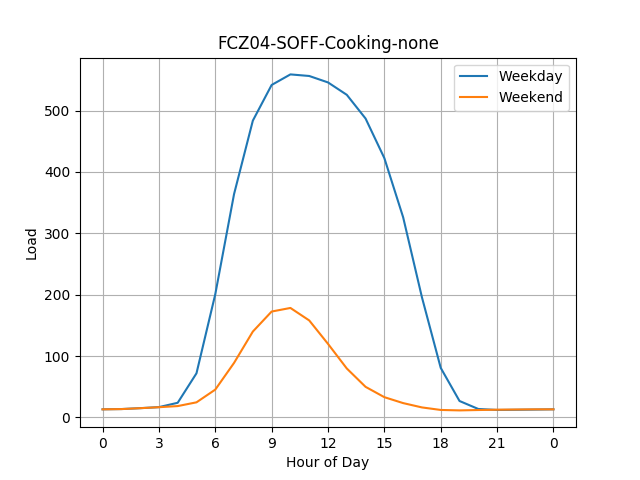 FCZ04-SOFF-Cooking-none
Weekday
Weekend
Load
500
400
300
200
100
0
0 3 6 9 12 15 18 21 0
Hour of Day